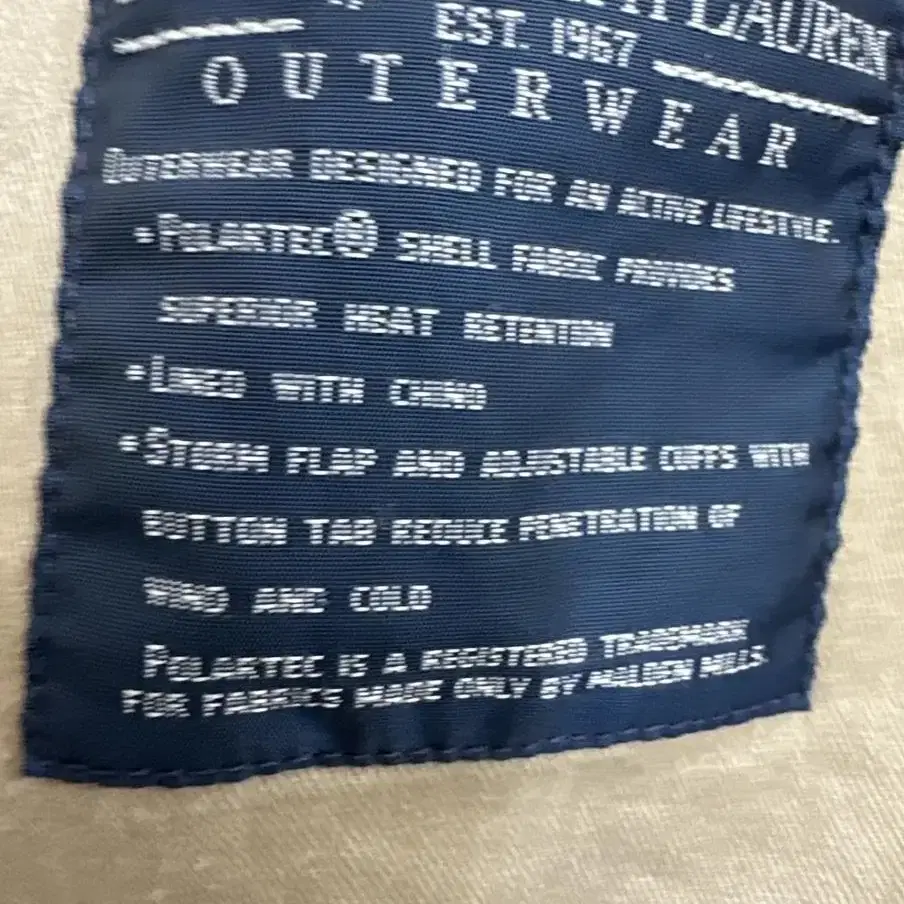 LAUREN
EST. 1967
OUTERWEAR
OUTERWEAR DESIGNED FOR AN ACTIVE LIFESTYLE.
•POLARTEC® SHELL FABRIC PROVIDES
SUPERIOR HEAT RETENTION
•LINED WITH CHINO
•STORM FLAP AND ADJUSTABLE CUFFS WITH
BUTTON TAB REDUCE PENETRATION OF
WIND AND COLD
POLARTEC IS A REGISTERED TRADEMARK
FOR FABRICS MADE ONLY BY MALDEN MILLS.